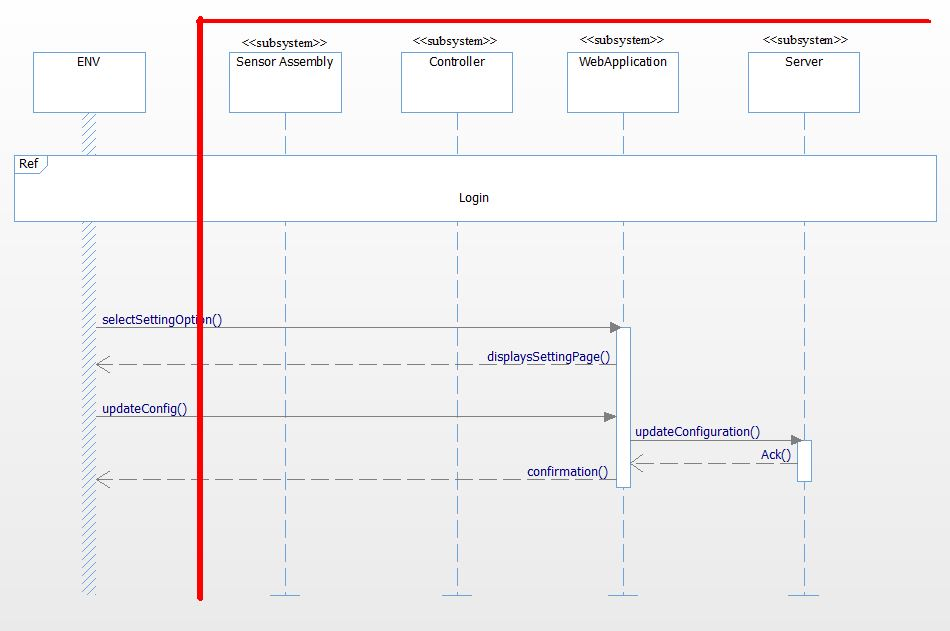 <<subsystem>> <<subsystem>> <<subsystem>> <<subsystem>>
ENV Sensor Assembly Controller WebApplication Server
Ref
Login
selectSettingOption()
displaysSettingPage()
updateConfig()
updateConfiguration()
Ack()
confirmation()